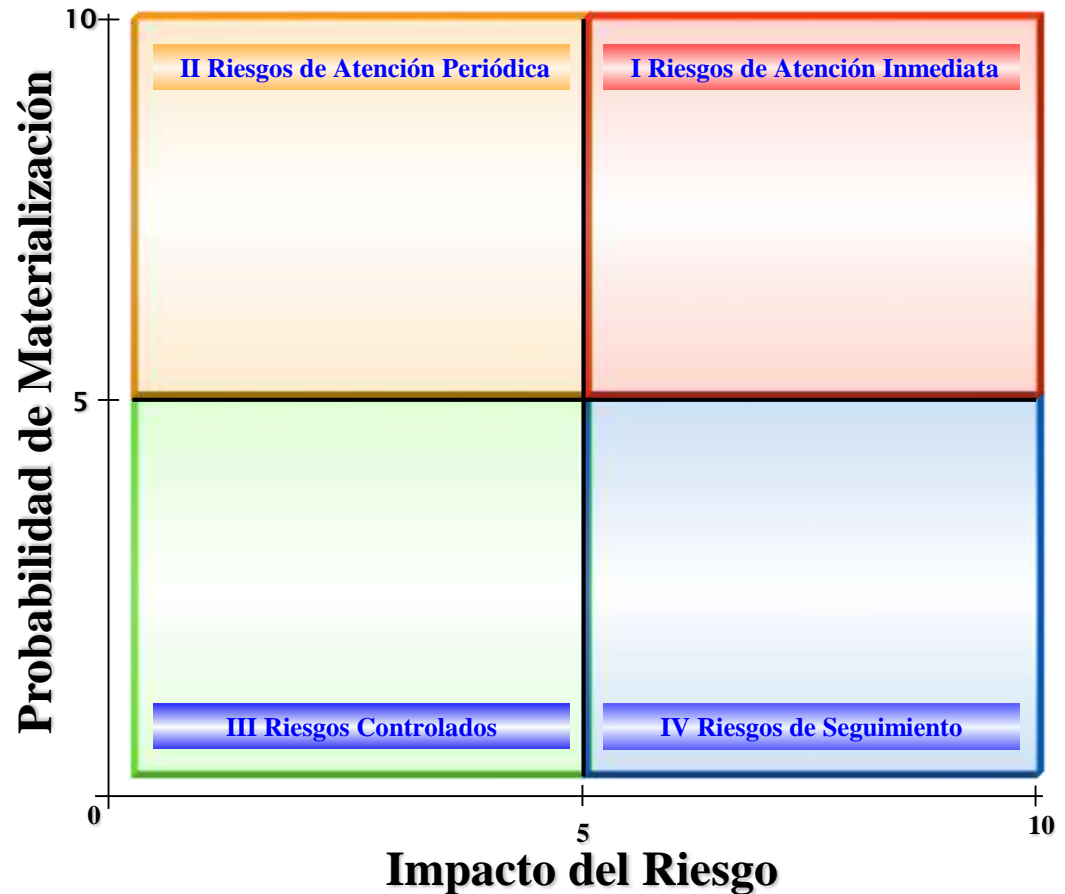 10
II Riesgos de Atención Periódica
I Riesgos de Atención Inmediata
Probabilidad de Materialización
5
III Riesgos Controlados
IV Riesgos de Seguimiento
0
5
10
Impacto del Riesgo